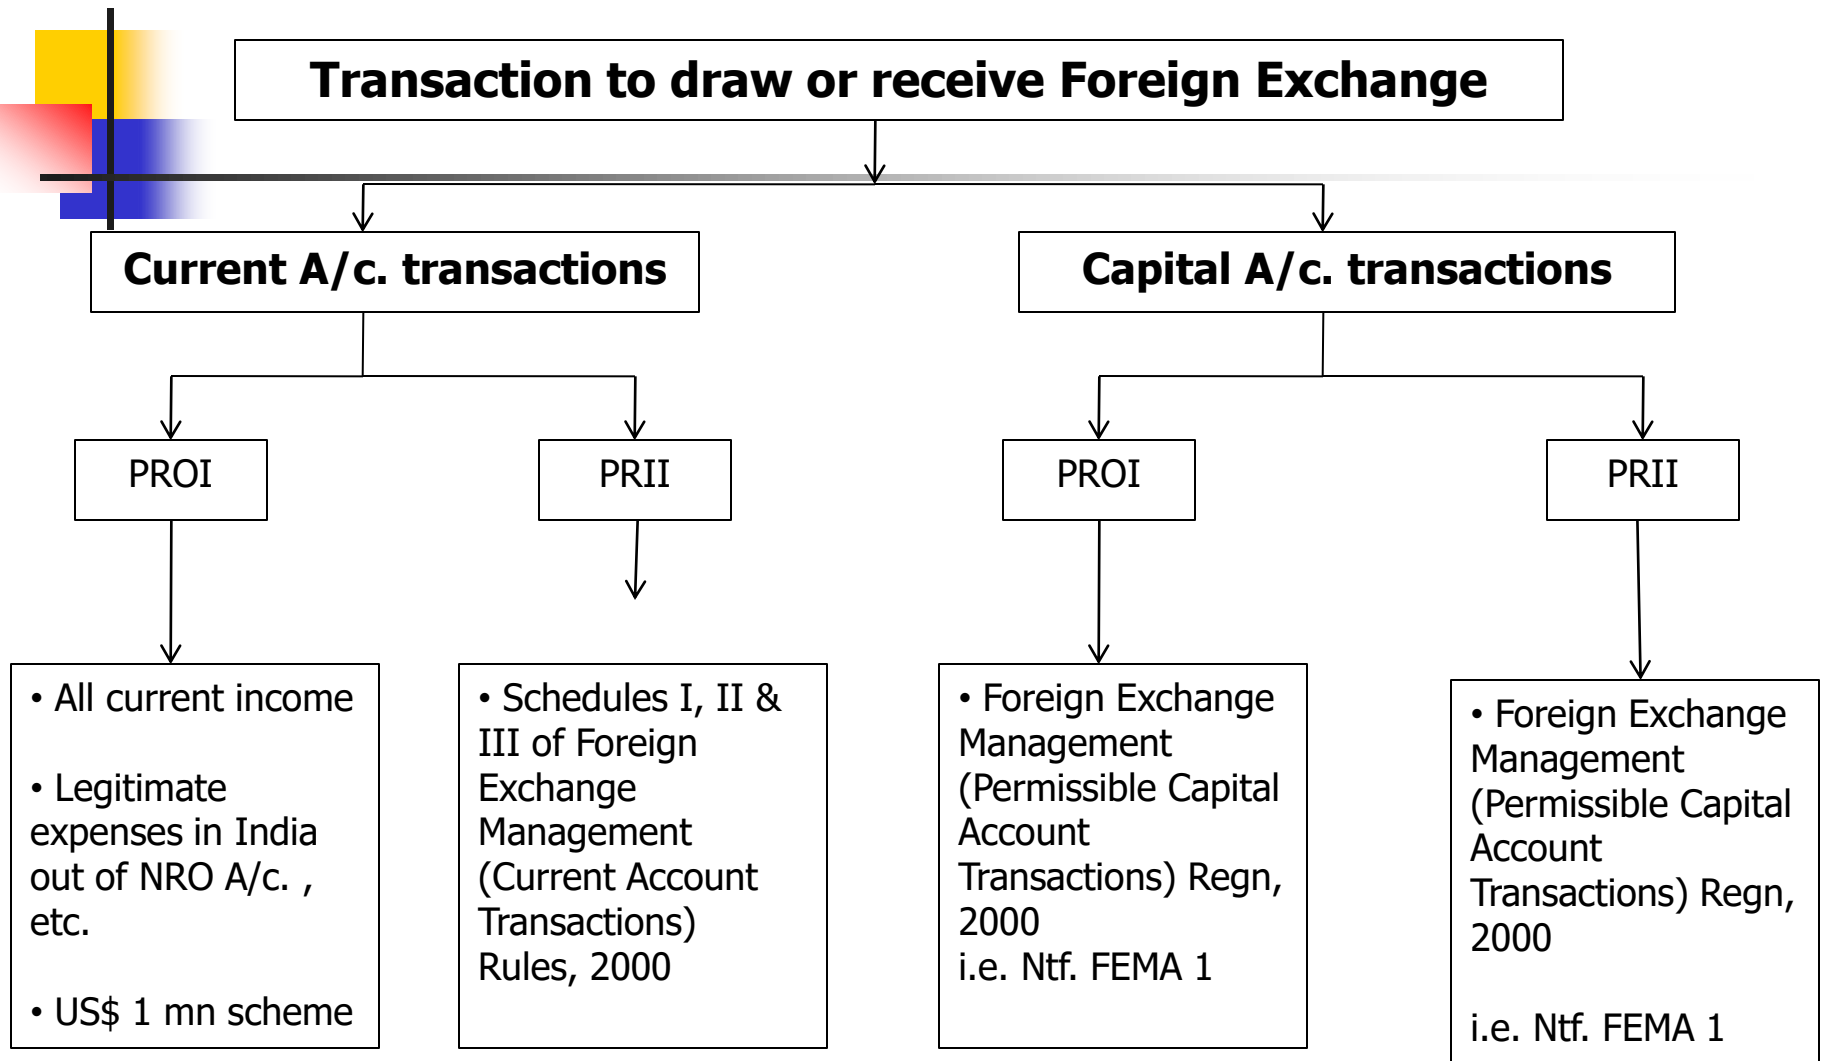 Transaction to draw or receive Foreign Exchange
Current A/c. transactions
Capital A/c. transactions
PROI
PRII
PROI
PRII
• All current income
• Legitimate
expenses in India
out of NRO A/c. ,
etc.
• US$ 1 mn scheme
• Schedules I, II &
III of Foreign
Exchange
Management
(Current Account
Transactions)
Rules, 2000
• Foreign Exchange
Management
(Permissible Capital
Account
Transactions) Regn,
2000
i.e. Ntf. FEMA 1
• Foreign Exchange
Management
(Permissible Capital
Account
Transactions) Regn,
2000
i.e. Ntf. FEMA 1